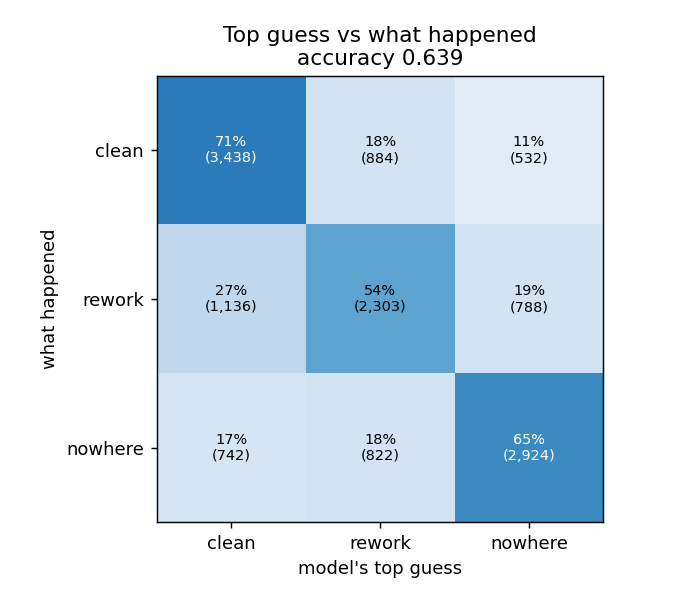 Top guess vs what happened
accuracy 0.639
what happened
clean
71%
(3,438)
18%
(884)
11%
(532)
rework
27%
(1,136)
54%
(2,303)
19%
(788)
nowhere
17%
(742)
18%
(822)
65%
(2,924)
clean
rework
nowhere
model's top guess